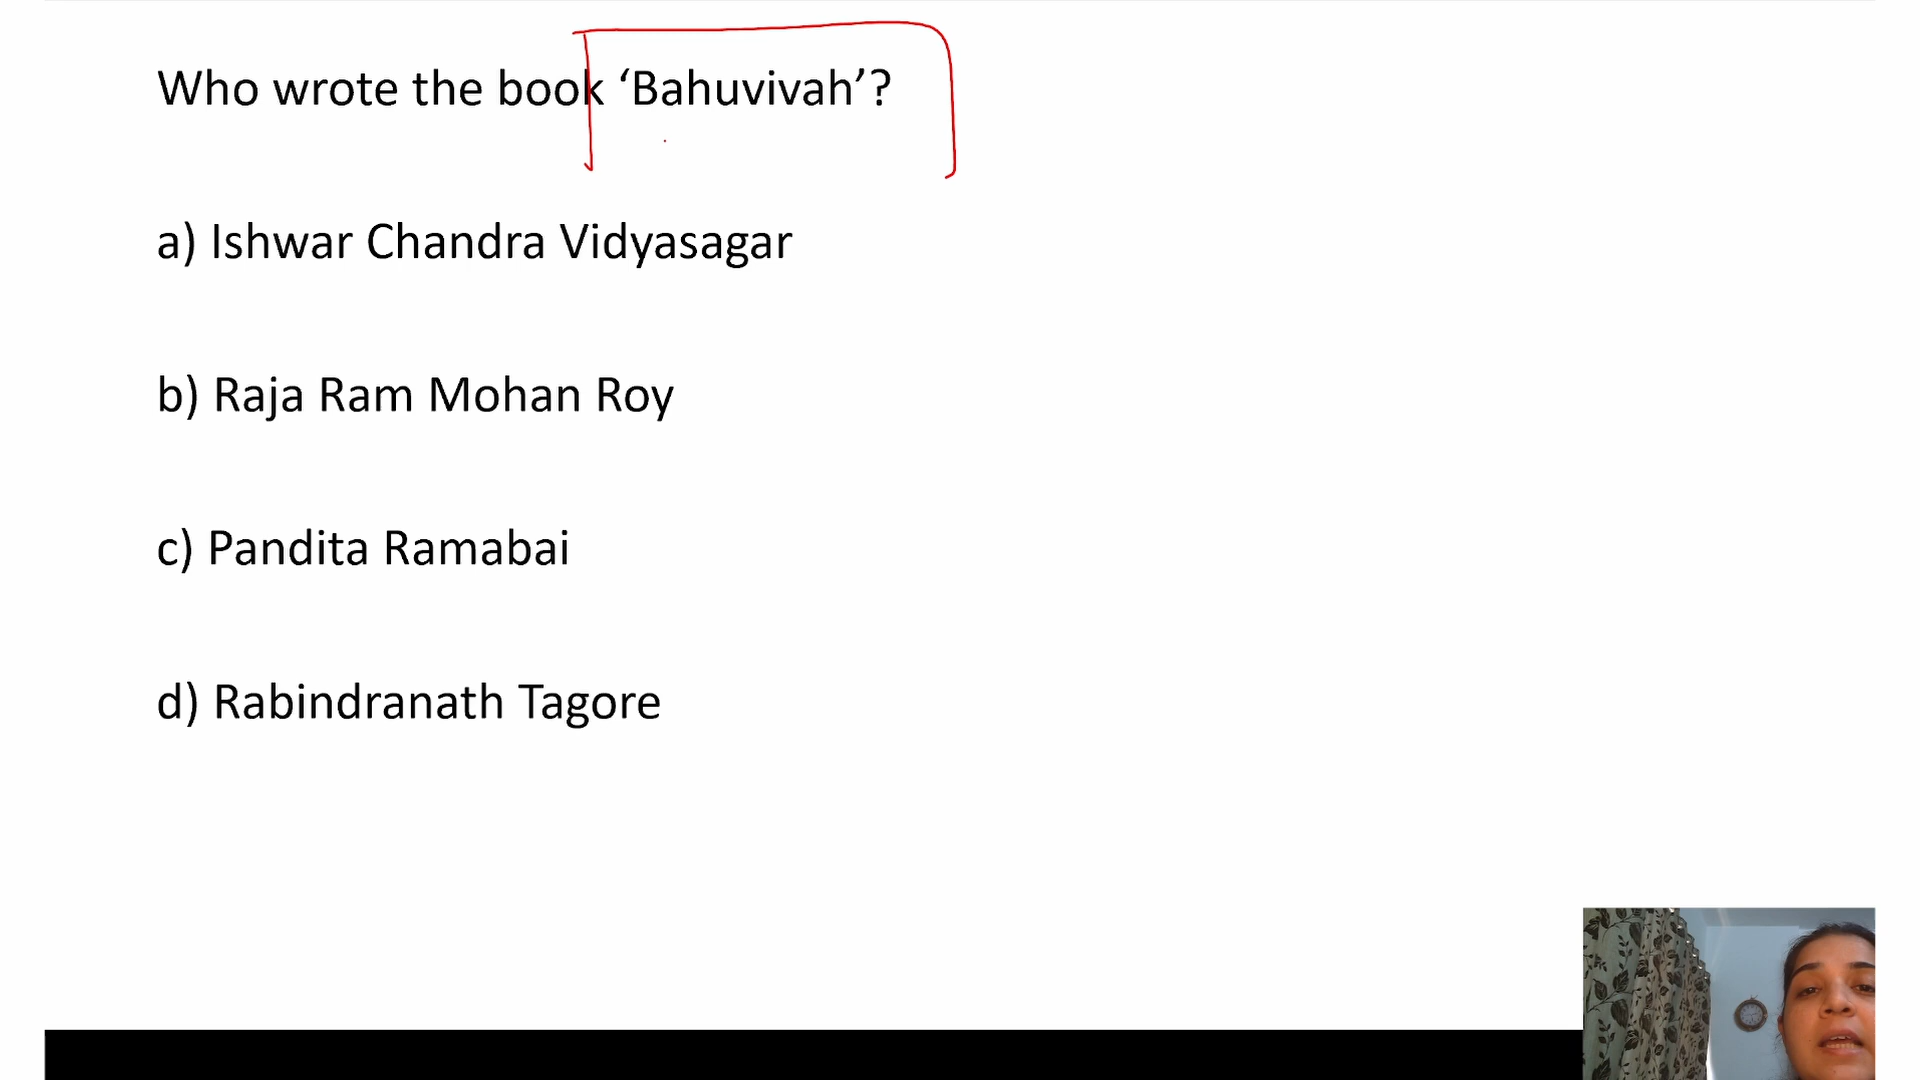 Who wrote the book ‘Bahuvivah’?
a) Ishwar Chandra Vidyasagar
b) Raja Ram Mohan Roy
c) Pandita Ramabai
d) Rabindranath Tagore